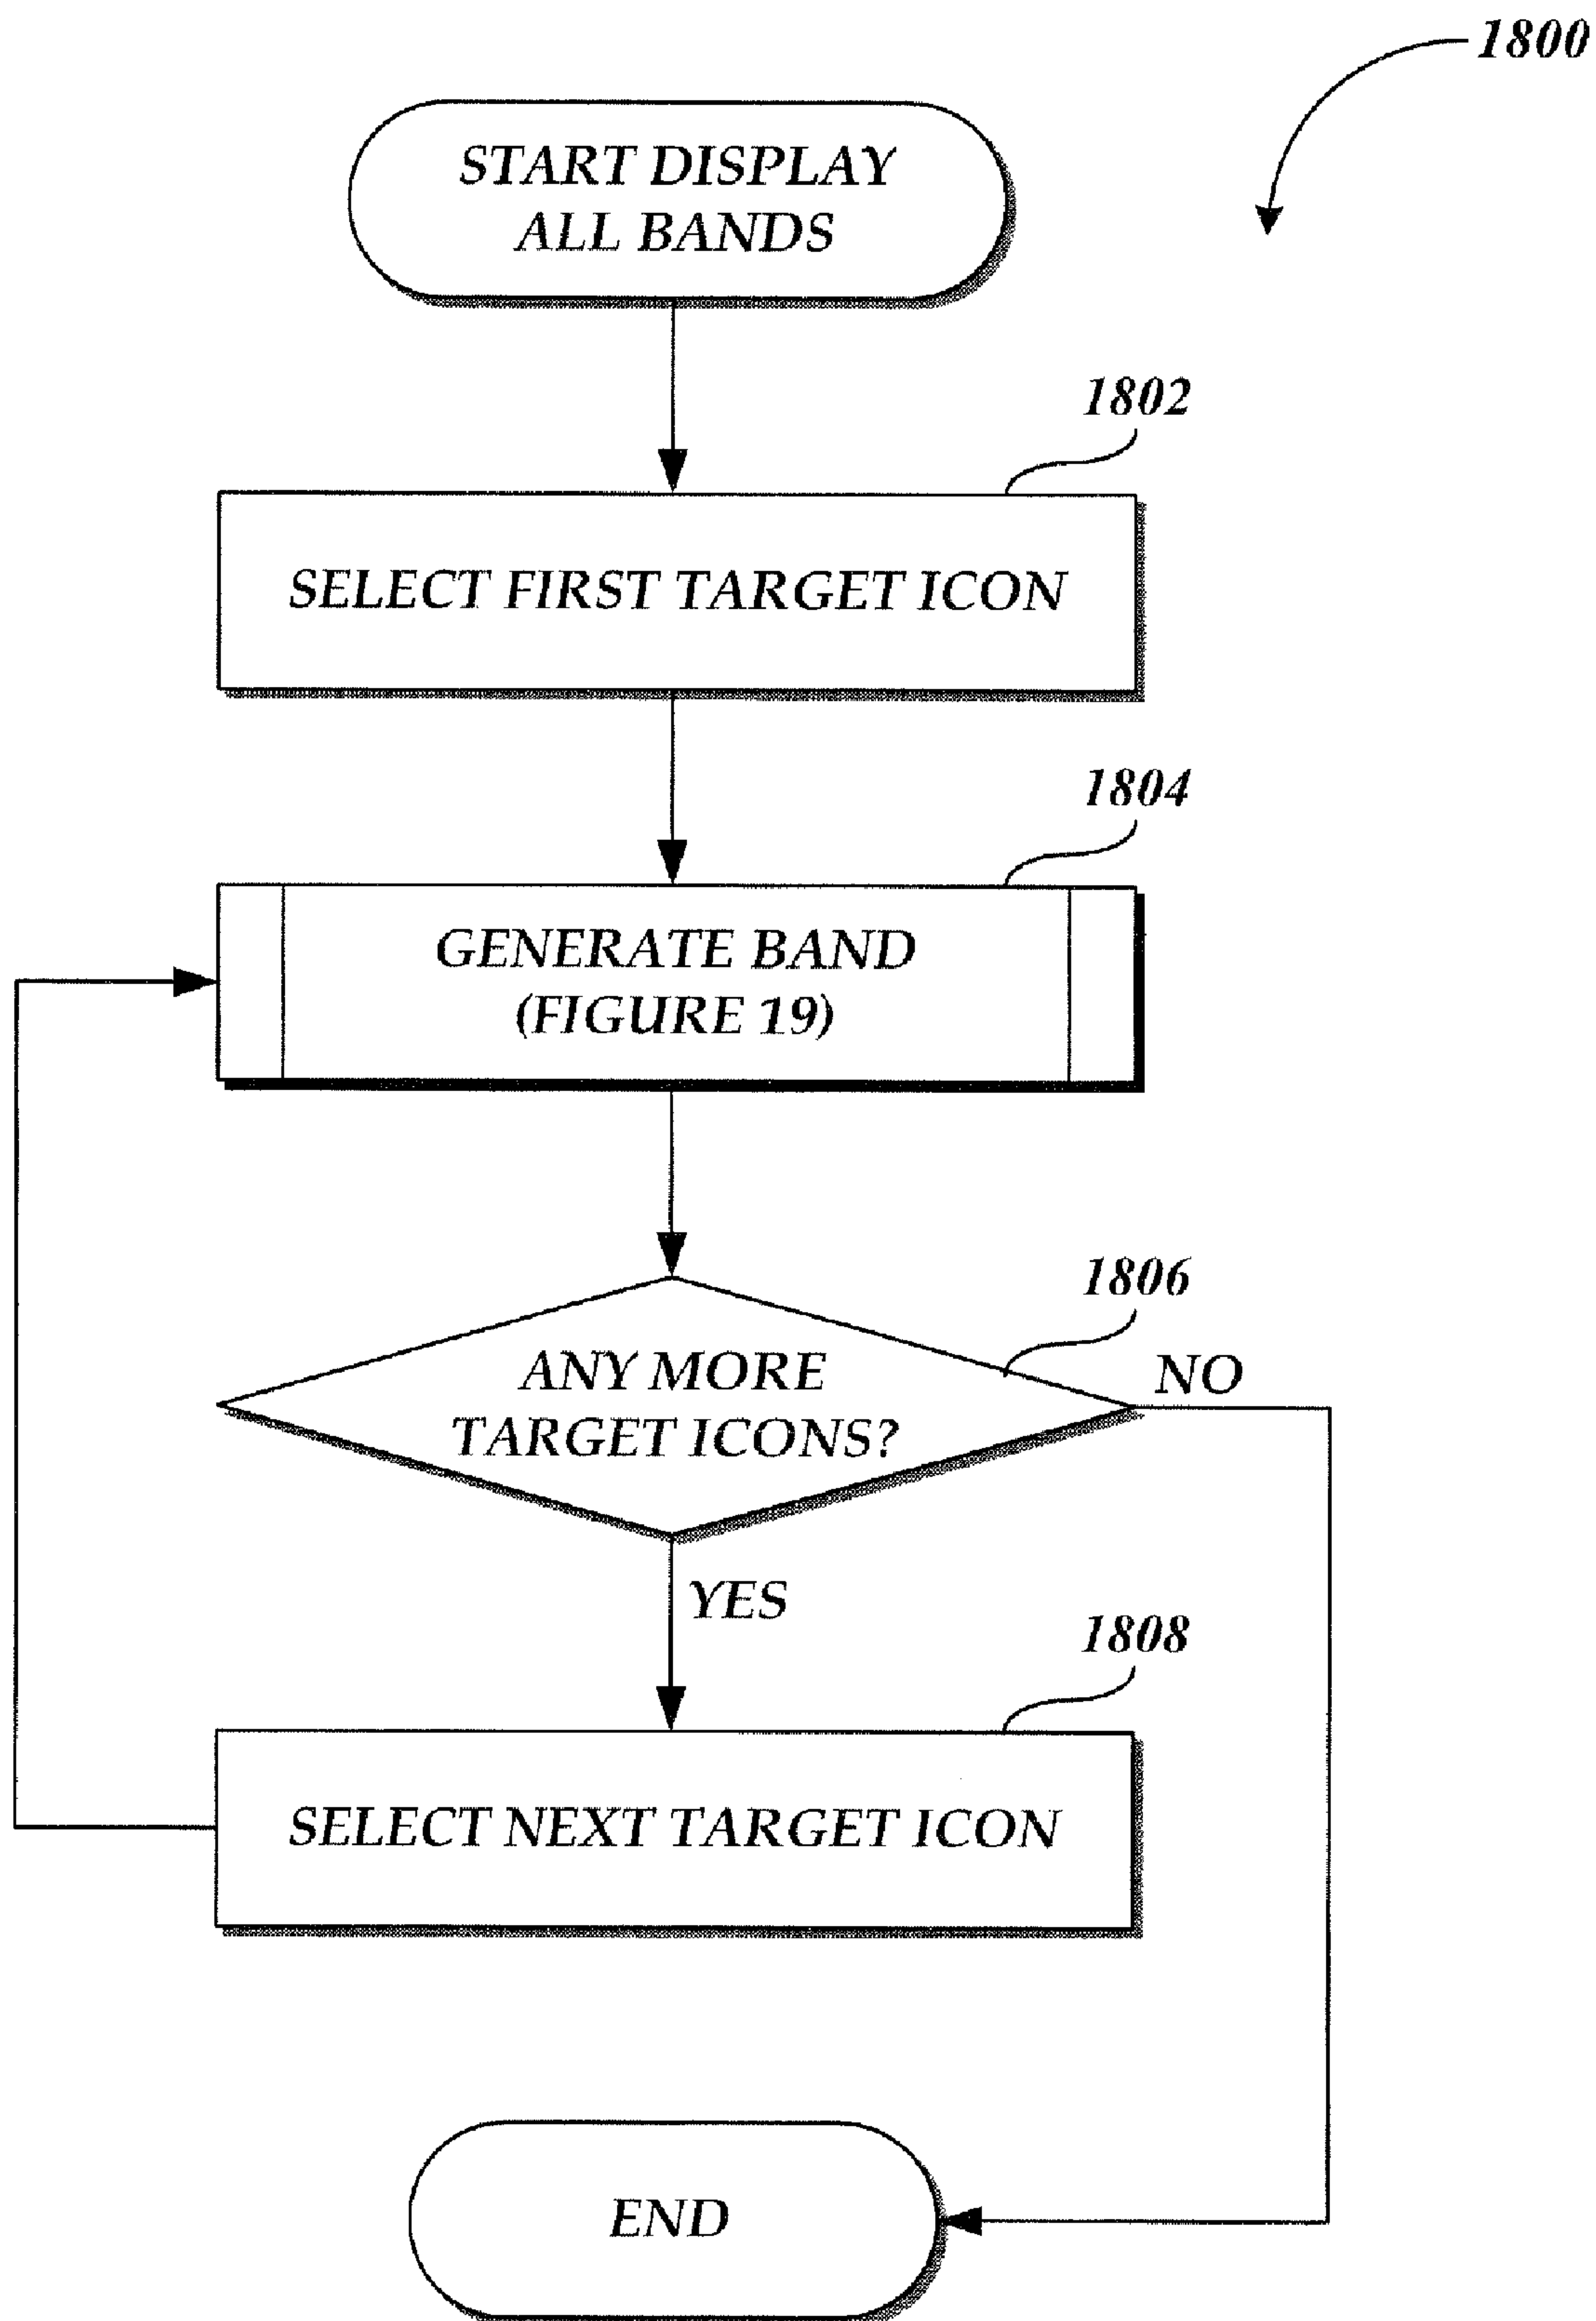 1800
START DISPLAY
ALL BANDS
1802
SELECT FIRST TARGET ICON
1804
GENERATE BAND
(FIGURE 19)
1806
ANY MORE
TARGET ICONS?
NO
YES
1808
SELECT NEXT TARGET ICON
END